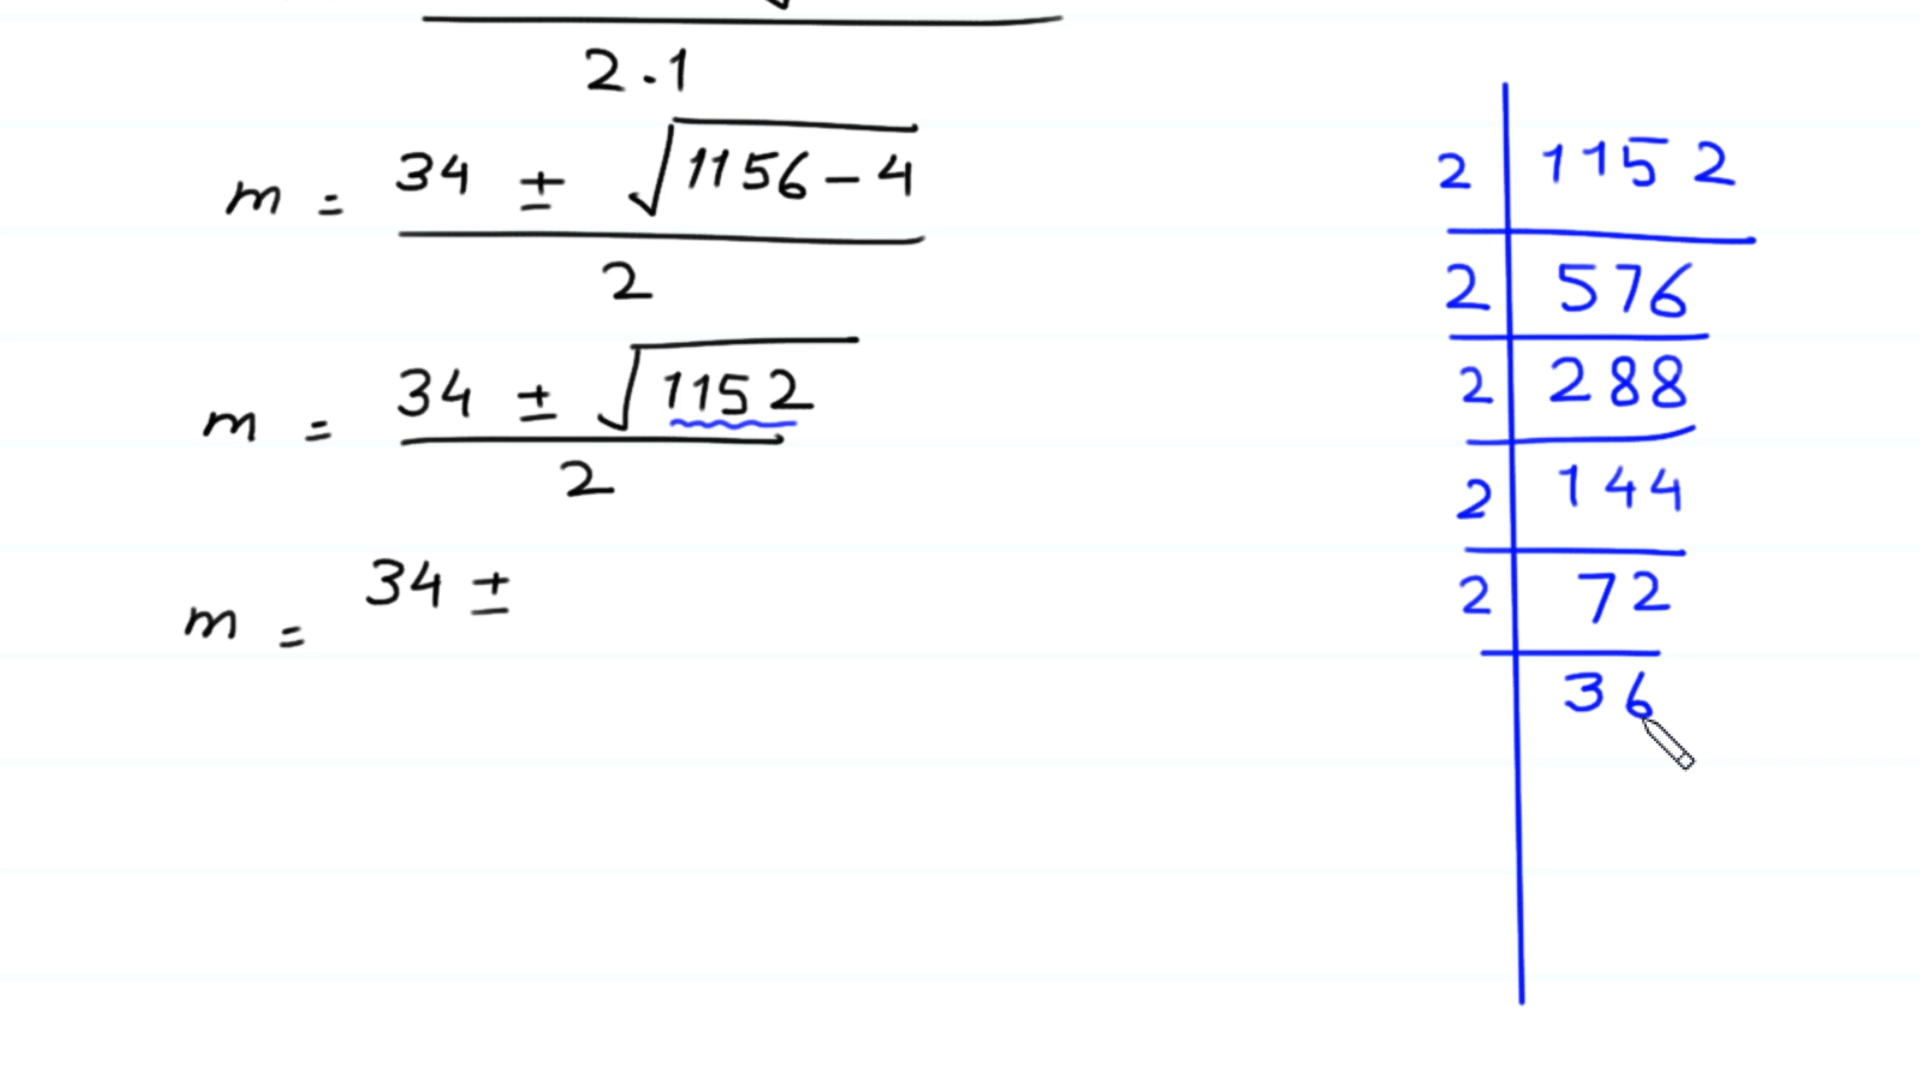 2 . 1
m = 34 ± √1156 - 4
2
m = 34 ± √1152
2
m = 34 ±
2 1152
2 576
2 288
2 144
2 72
36